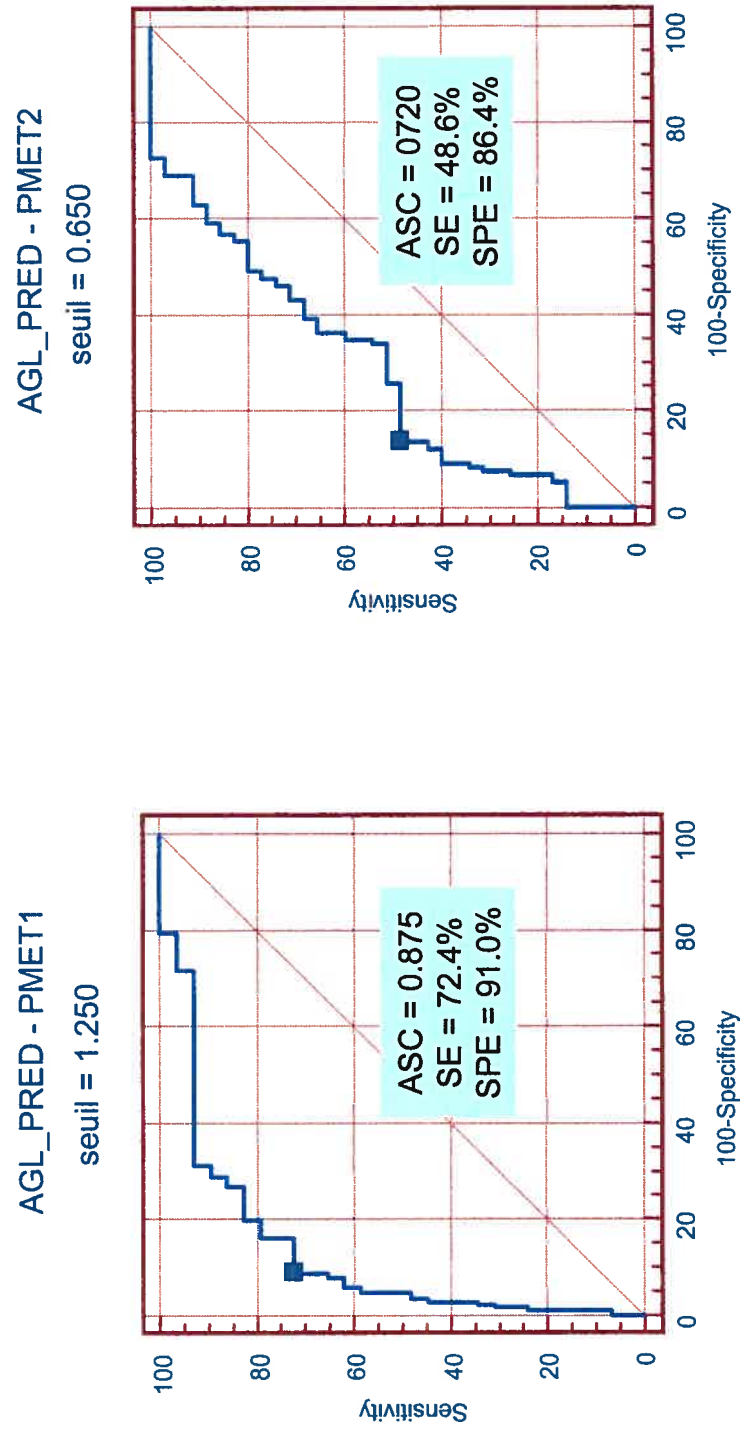 AGL_PRED - PMET1
seuil = 1.250
Sensitivity
100
80
60
40
20
0
ASC = 0.875
SE = 72.4%
SPE = 91.0%
0 20 40 60 80 100
100-Specificity
AGL_PRED - PMET2
seuil = 0.650
Sensitivity
100
80
60
40
20
0
ASC = 0720
SE = 48.6%
SPE = 86.4%
0 20 40 60 80 100
100-Specificity